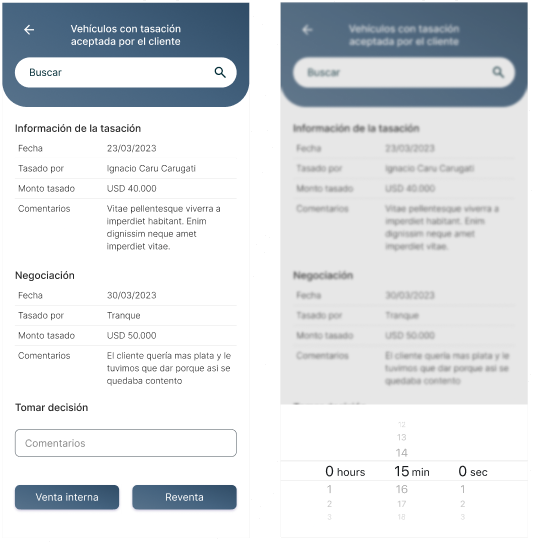 Vehículos con tasación
aceptada por el cliente
Buscar
Información de la tasación
Fecha 23/03/2023
Tasado por Ignacio Caru Carugati
Monto tasado USD 40.000
Comentarios Vitae pellentesque viverra a
imperdiet habitant. Enim
dignissim neque amet
imperdiet vitae.
Negociación
Fecha 30/03/2023
Tasado por Tranque
Monto tasado USD 50.000
Comentarios El cliente quería mas plata y le
tuvimos que dar porque asi se
quedaba contento
Tomar decisión
Comentarios
Venta interna Reventa
Vehículos con tasación
aceptada por el cliente
Buscar
Información de la tasación
Fecha 23/03/2023
Tasado por Ignacio Caru Carugati
Monto tasado USD 40.000
Comentarios Vitae pellentesque viverra a
imperdiet habitant. Enim
dignissim neque amet
imperdiet vitae.
Negociación
Fecha 30/03/2023
Tasado por Tranque
Monto tasado USD 50.000
Comentarios El cliente quería mas plata y le
tuvimos que dar porque asi se
quedaba contento
12
13
14
0 hours 15 min 0 sec
1 16 1
2 17 2
3 18 3